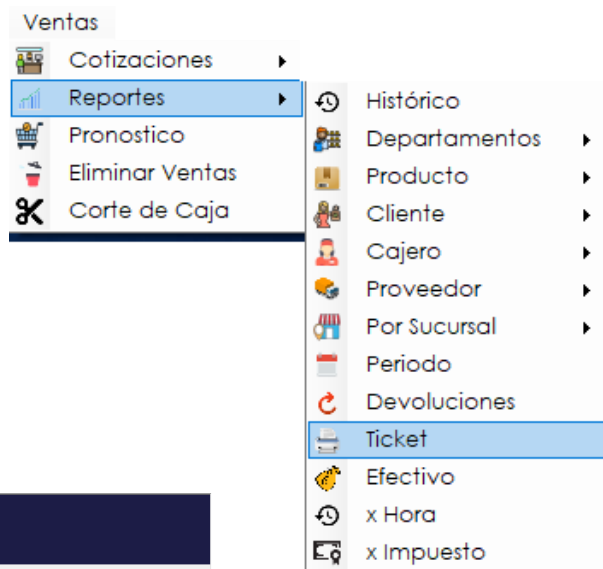 Ventas
Cotizaciones
Reportes
Pronostico
Eliminar Ventas
Corte de Caja
Histórico
Departamentos
Producto
Cliente
Cajero
Proveedor
Por Sucursal
Periodo
Devoluciones
Ticket
Efectivo
x Hora
x Impuesto